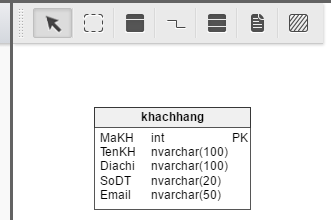 khachhang
MaKH int PK
TenKH nvarchar(100)
Diachi nvarchar(100)
SoDT nvarchar(20)
Email nvarchar(50)